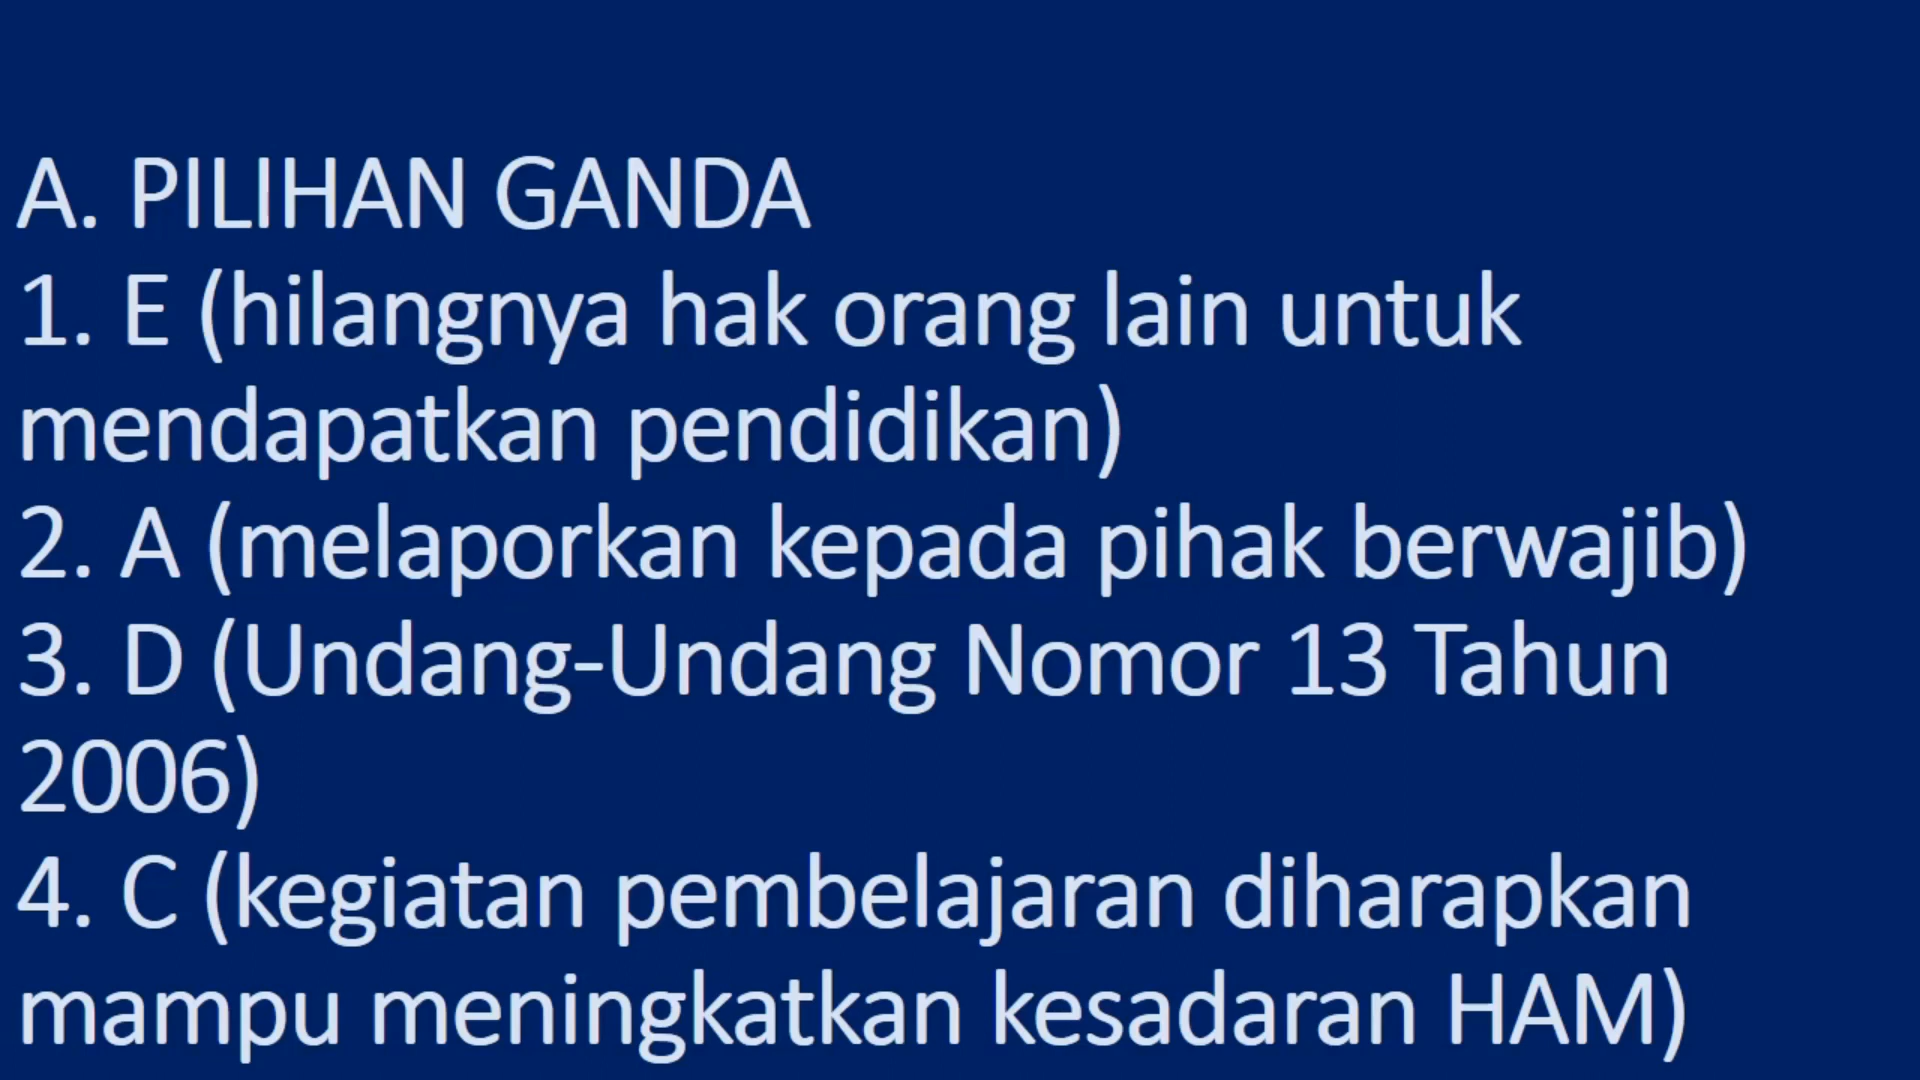 A. PILIHAN GANDA
1. E (hilangnya hak orang lain untuk
mendapatkan pendidikan)
2. A (melaporkan kepada pihak berwajib)
3. D (Undang-Undang Nomor 13 Tahun
2006)
4. C (kegiatan pembelajaran diharapkan
mampu meningkatkan kesadaran HAM)